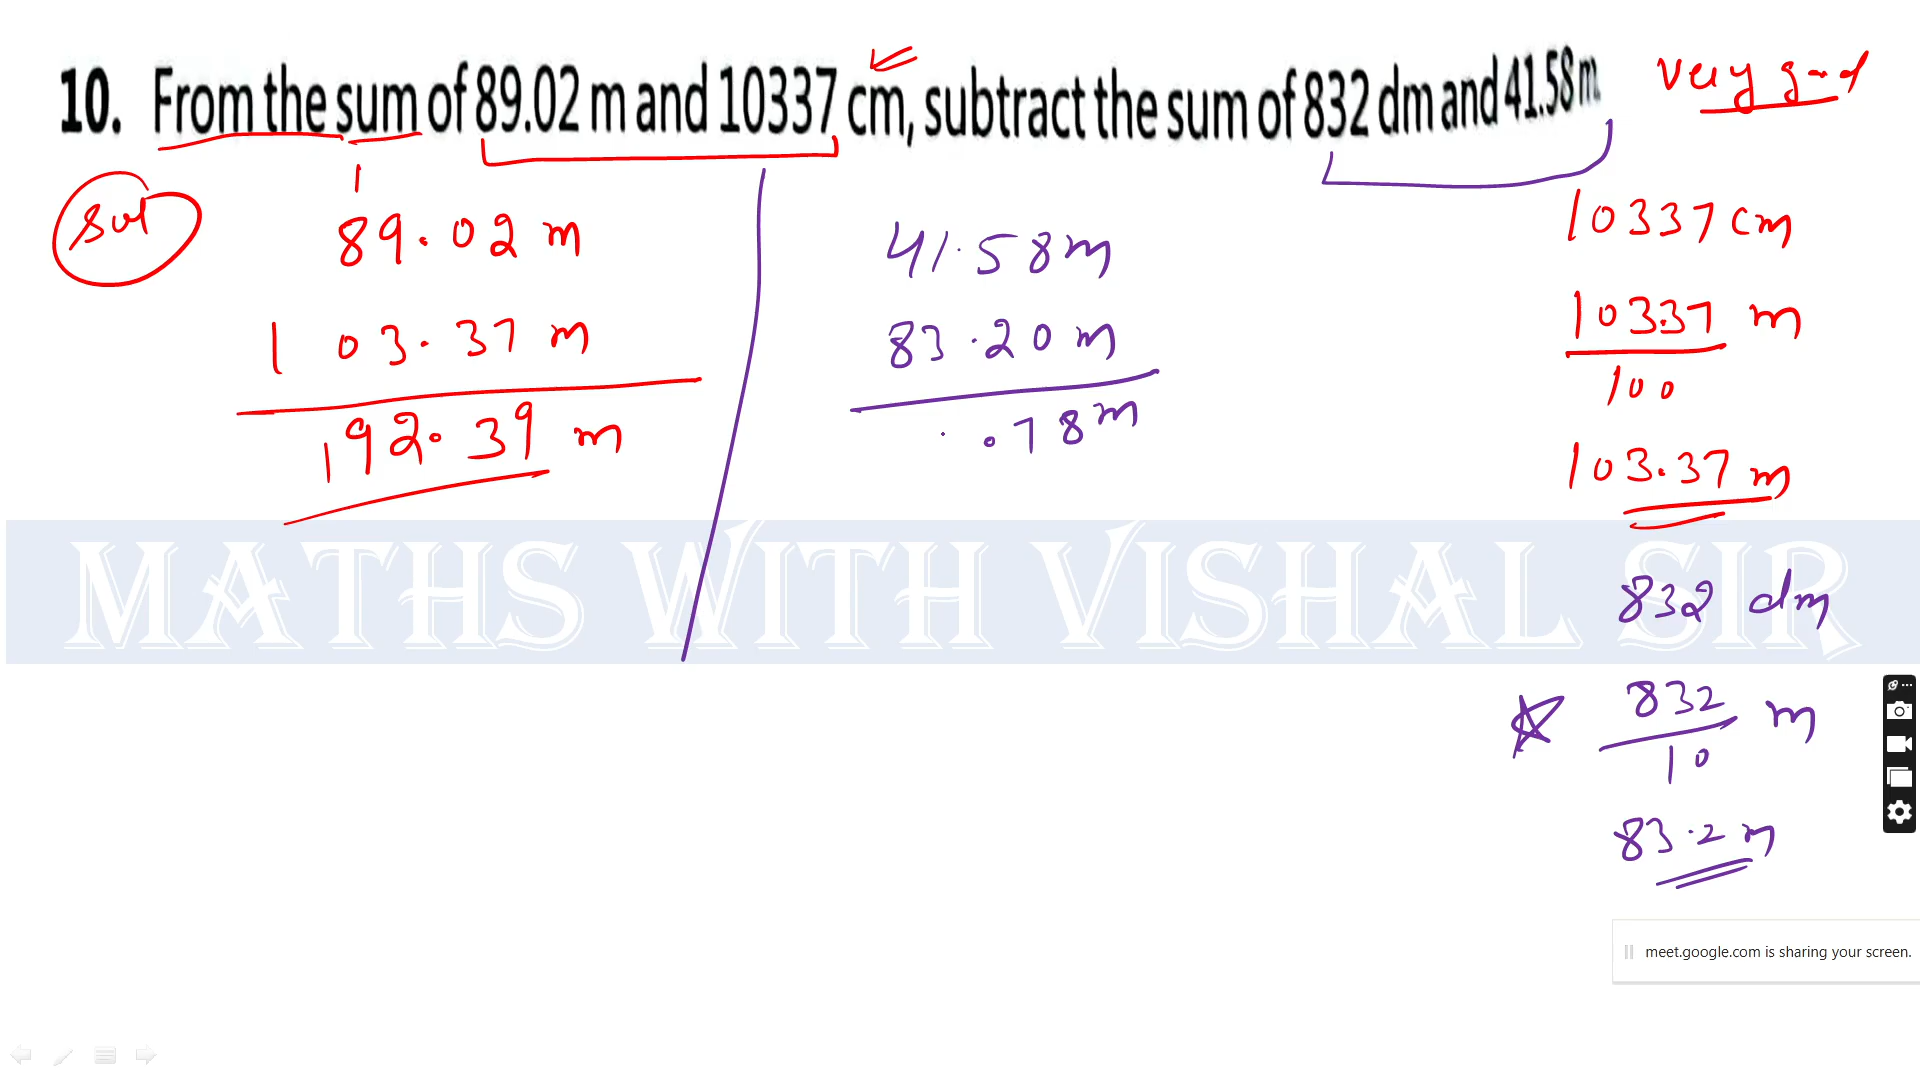 10. From the sum of 89.02 m and 10337 cm, subtract the sum of 832 dm and 41.58 m
very good
Sol
1
89.02 m
103.37 m
192.39 m
41.58 m
83.20 m
.78 m
10337 cm
10337 m
100
103.37 m
832 dm
832 m
10
83.2 m
MATHS WITH VISHAL SIR
meet.google.com is sharing your screen.